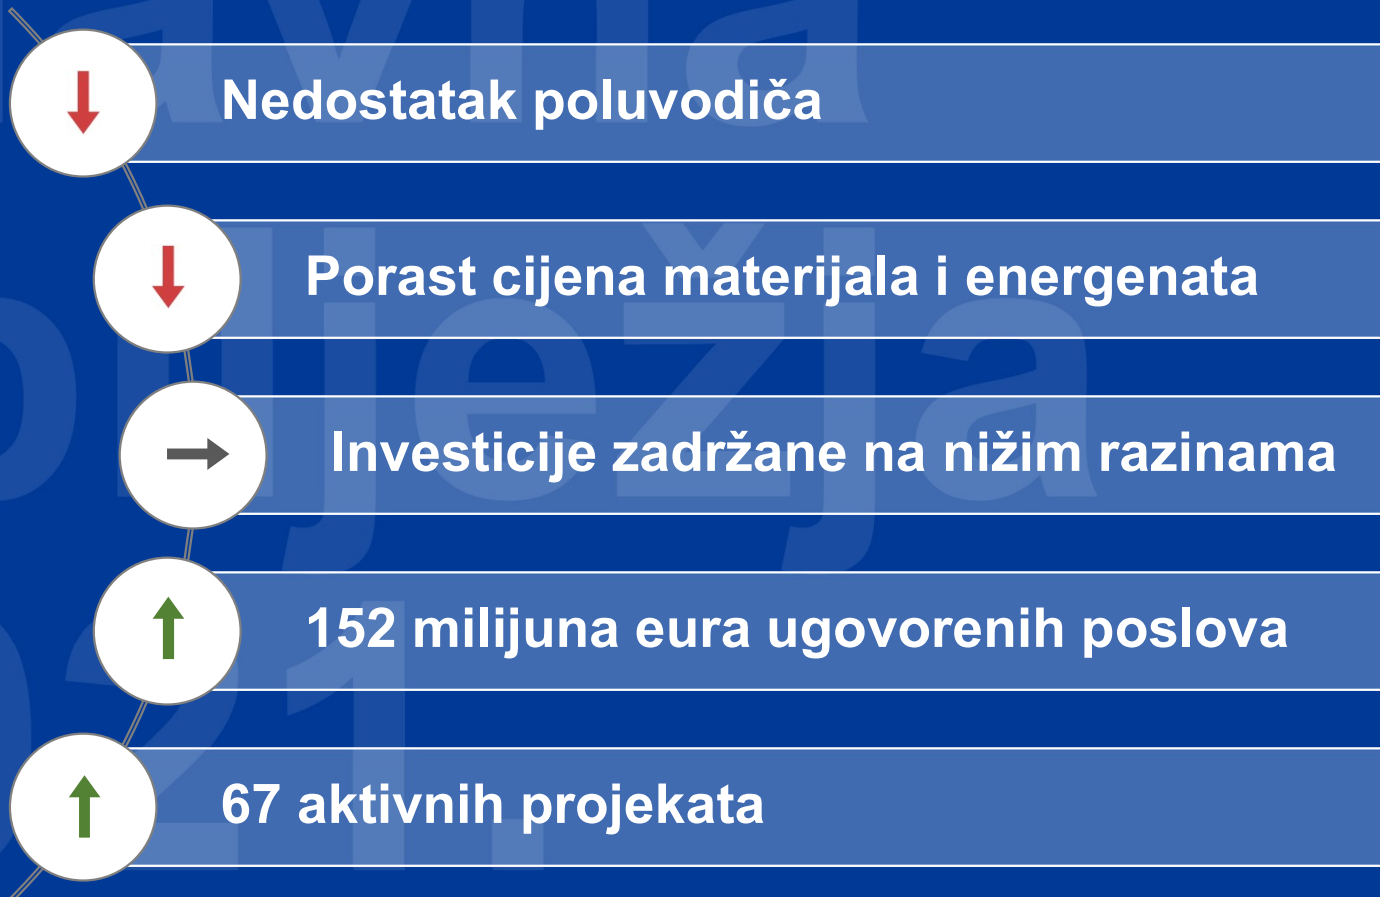 Nedostatak poluvodiča
Porast cijena materijala i energenata
Investicije zadržane na nižim razinama
152 milijuna eura ugovorenih poslova
67 aktivnih projekata